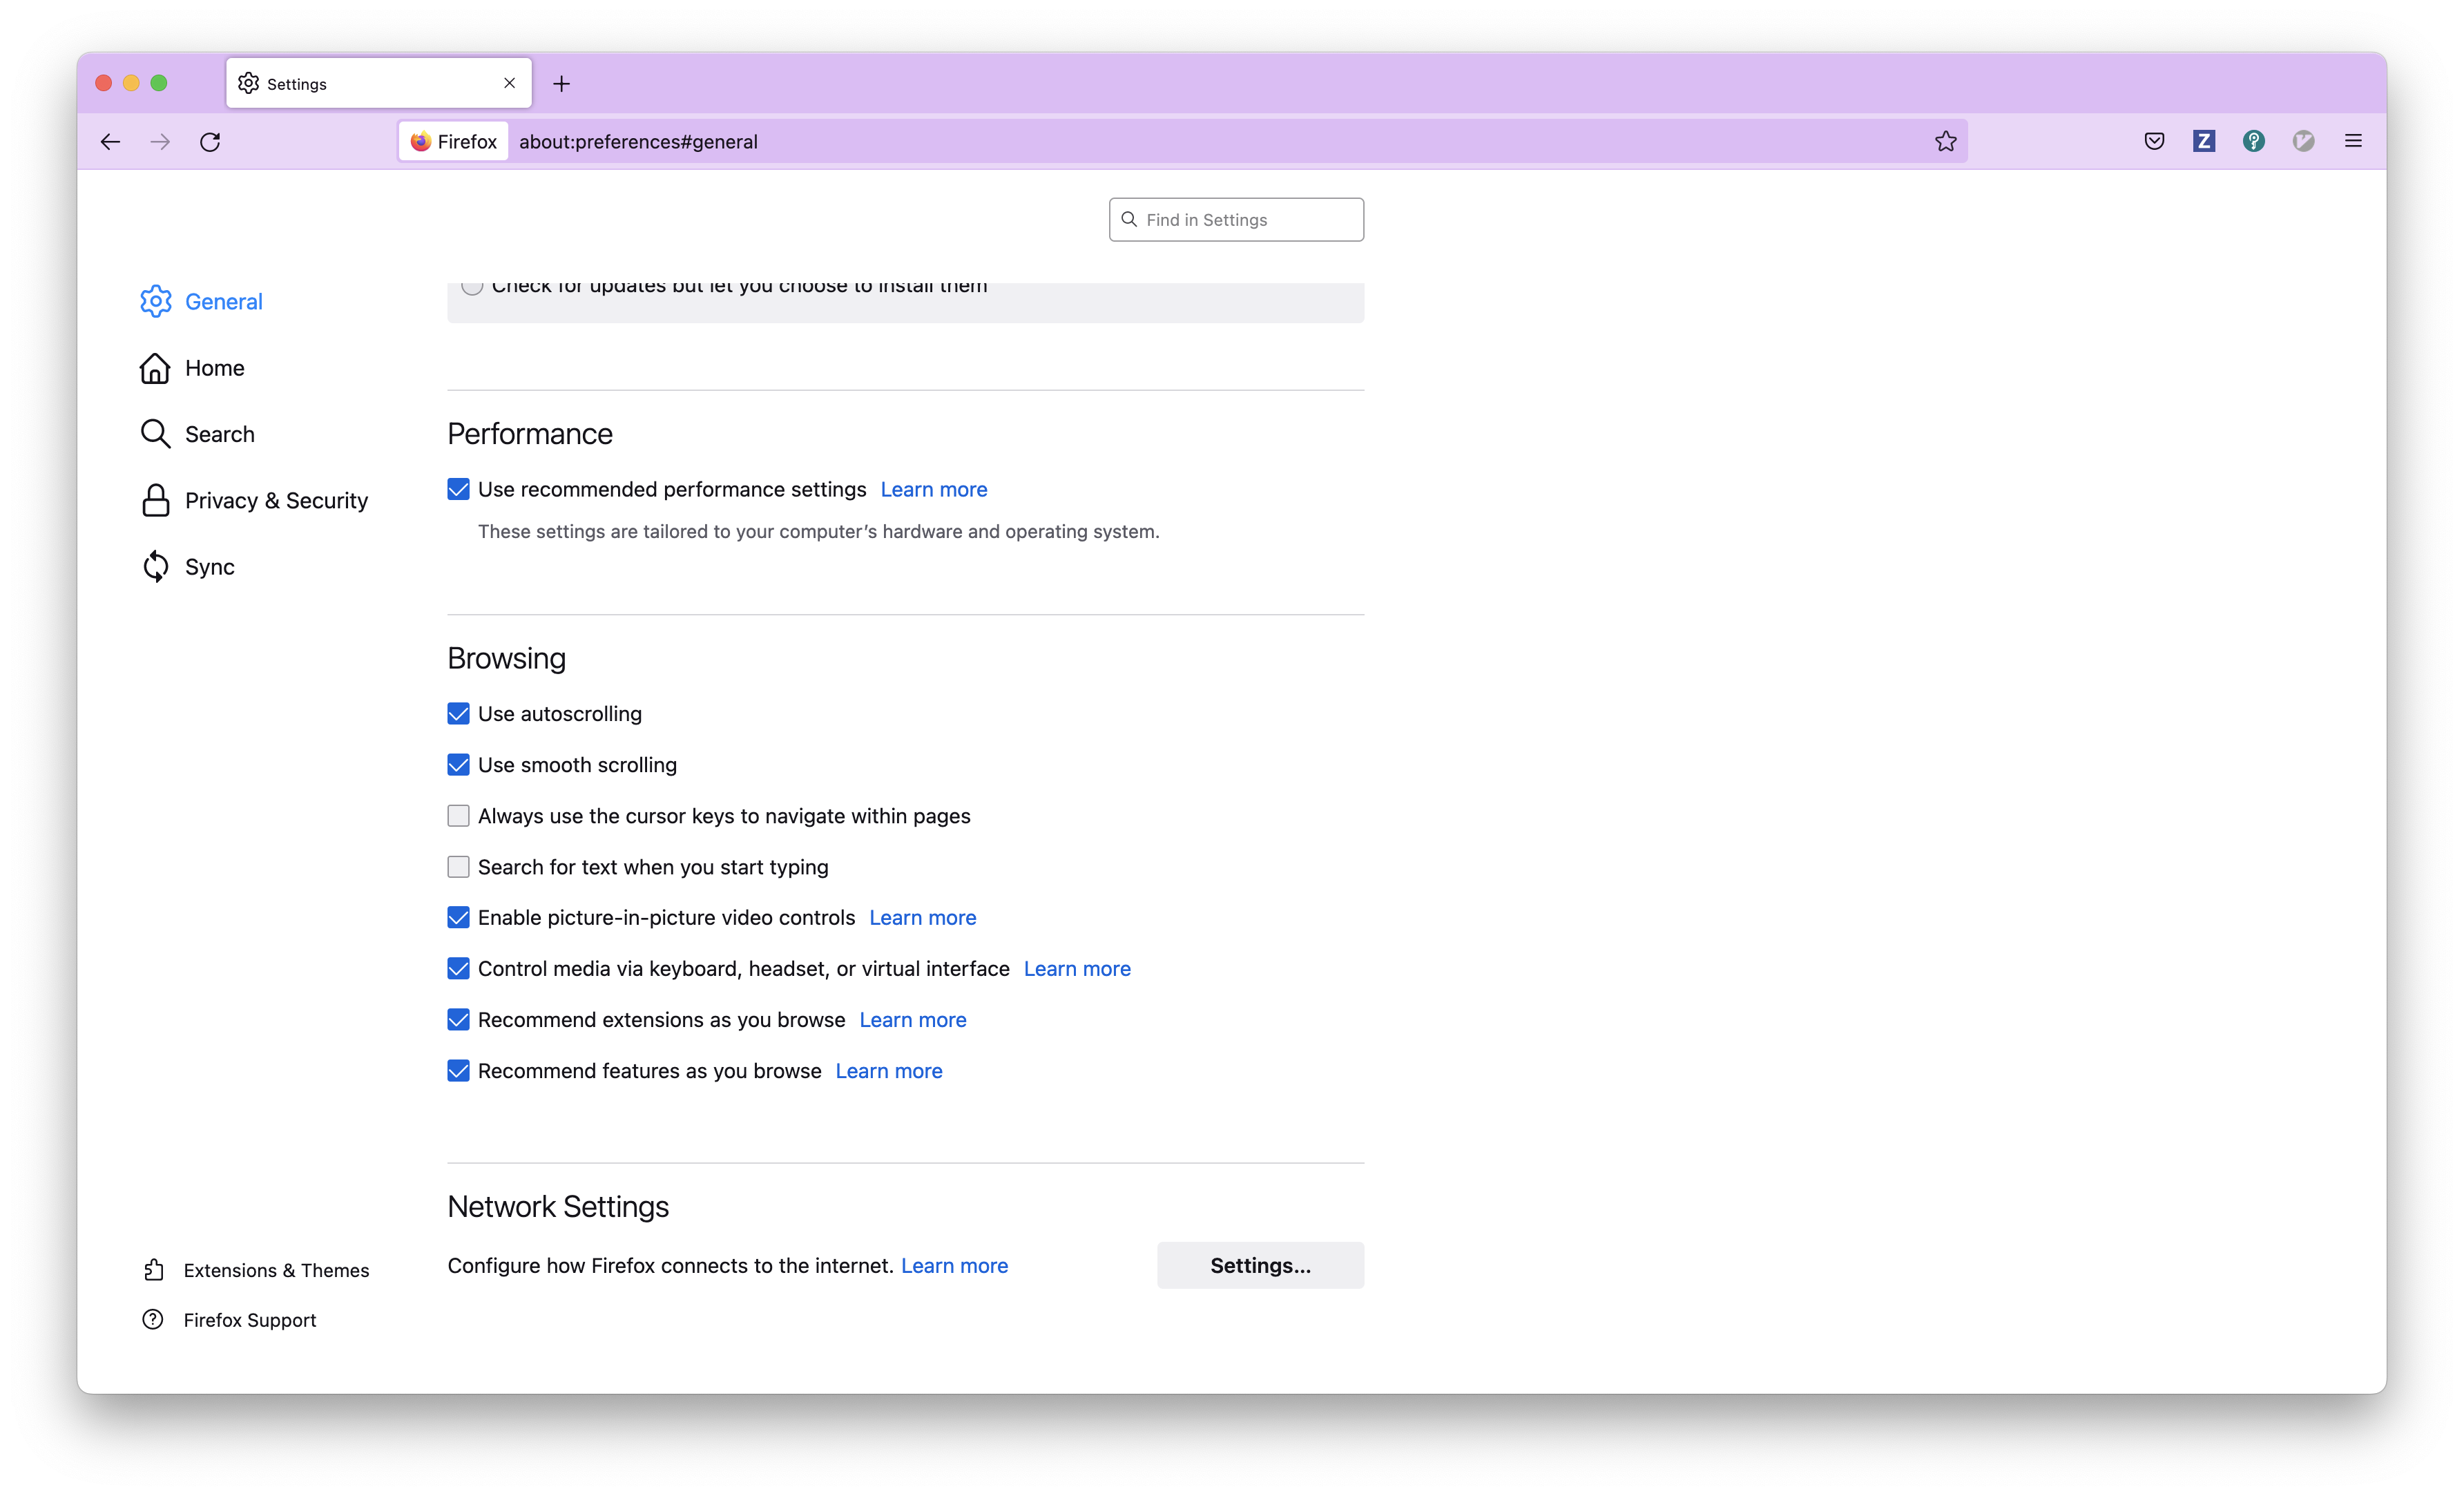 Settings
Firefox about:preferences#general
Find in Settings
Check for updates but let you choose to install them
General
Home
Search
Privacy & Security
Sync
Performance
Use recommended performance settings Learn more
These settings are tailored to your computer’s hardware and operating system.
Browsing
Use autoscrolling
Use smooth scrolling
Always use the cursor keys to navigate within pages
Search for text when you start typing
Enable picture-in-picture video controls Learn more
Control media via keyboard, headset, or virtual interface Learn more
Recommend extensions as you browse Learn more
Recommend features as you browse Learn more
Network Settings
Configure how Firefox connects to the internet. Learn more
Settings...
Extensions & Themes
Firefox Support